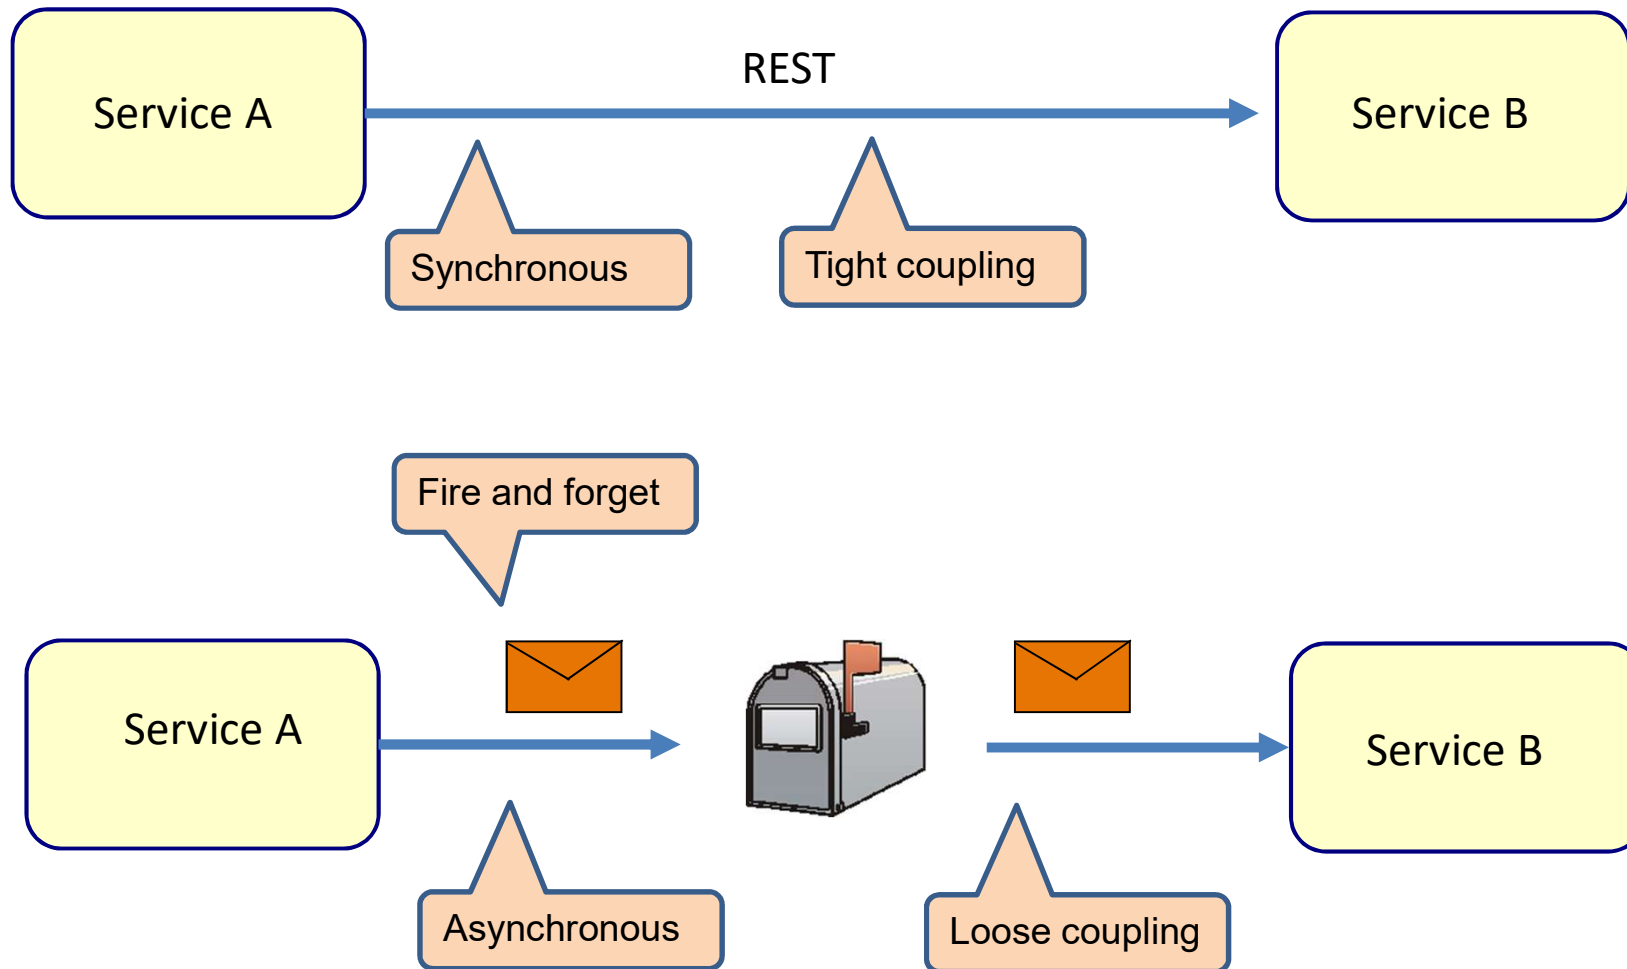 REST
Service A
Service B
Synchronous
Tight coupling
Fire and forget
Service A
Service B
Asynchronous
Loose coupling